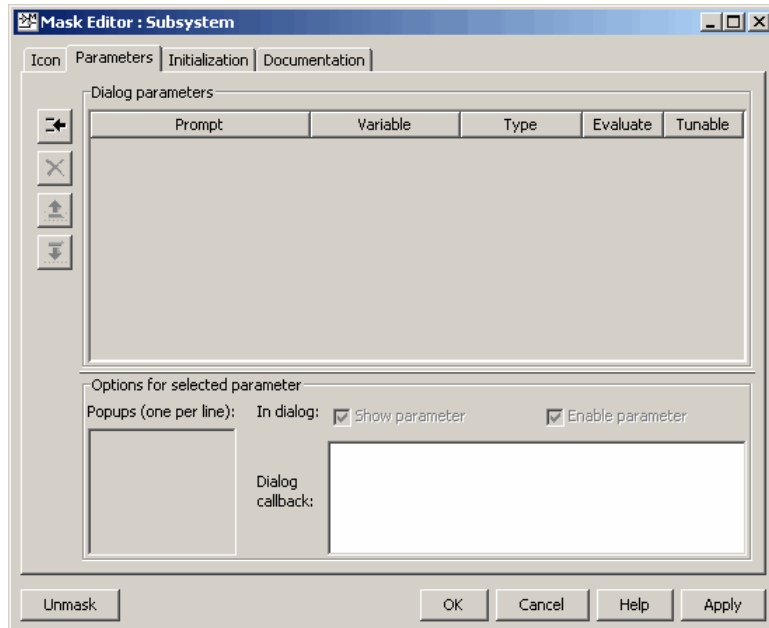 Mask Editor : Subsystem
Icon Parameters Initialization Documentation
Dialog parameters
Prompt Variable Type Evaluate Tunable
Options for selected parameter
Popups (one per line): In dialog: Show parameter Enable parameter
Dialog
callback:
Unmask OK Cancel Help Apply